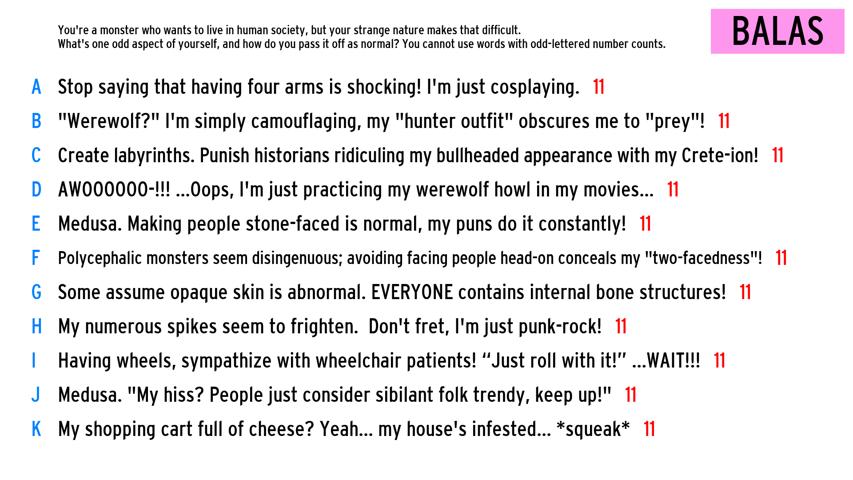 You're a monster who wants to live in human society, but your strange nature makes that difficult.
What's one odd aspect of yourself, and how do you pass it off as normal? You cannot use words with odd-lettered number counts.
BALAS
A Stop saying that having four arms is shocking! I'm just cosplaying. 11
B "Werewolf?" I'm simply camouflaging, my "hunter outfit" obscures me to "prey"! 11
C Create labyrinths. Punish historians ridiculing my bullheaded appearance with my Crete-ion! 11
D AWOOOOOO-!!! ...Oops, I'm just practicing my werewolf howl in my movies... 11
E Medusa. Making people stone-faced is normal, my puns do it constantly! 11
F Polycephalic monsters seem disingenuous; avoiding facing people head-on conceals my "two-facedness"! 11
G Some assume opaque skin is abnormal. EVERYONE contains internal bone structures! 11
H My numerous spikes seem to frighten. Don't fret, I'm just punk-rock! 11
I Having wheels, sympathize with wheelchair patients! “Just roll with it!” ...WAIT!!! 11
J Medusa. "My hiss? People just consider sibilant folk trendy, keep up!" 11
K My shopping cart full of cheese? Yeah... my house's infested... *squeak* 11